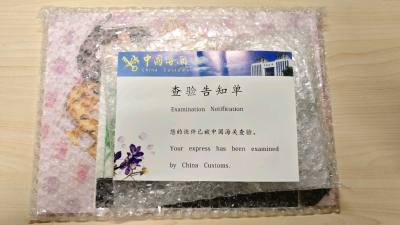 中国海关
China Customs
查验告知单
Examination Notification
您的快件已被中国海关查验。
Your express has been examined
by China Customs.